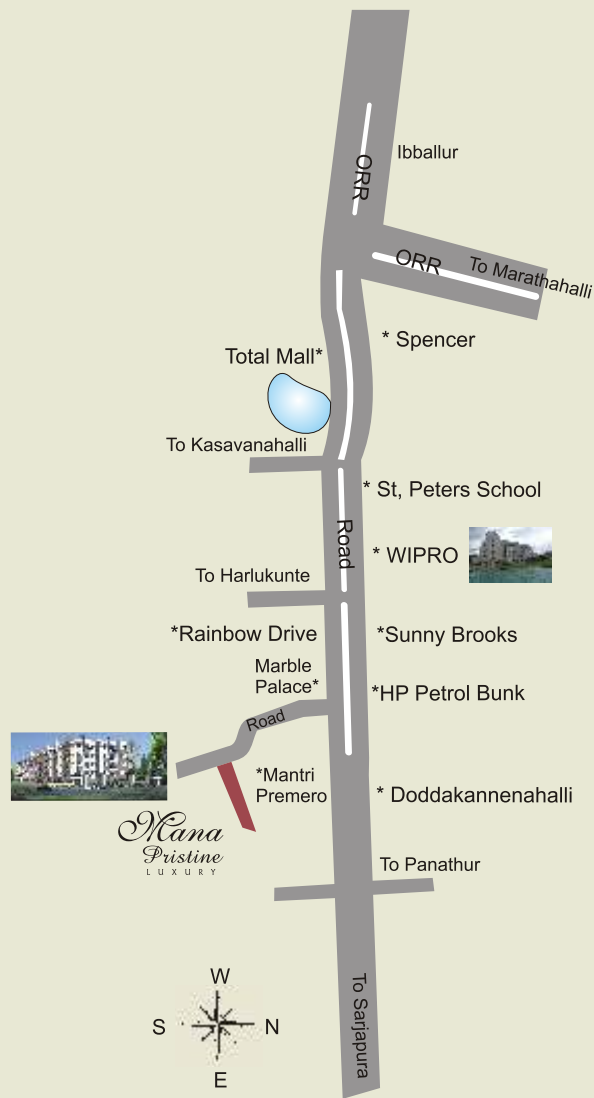 Ibballur
ORR
ORR
To Marathahalli
* Spencer
Total Mall*
To Kasavanahalli
* St, Peters School
Road
* WIPRO
To Harlukunte
*Rainbow Drive
*Sunny Brooks
Marble
Palace*
*HP Petrol Bunk
Road
*Mantri
Premero
* Doddakannenahalli
Mana
Pristine
LUXURY
To Panathur
To Sarjapura
W
S
N
E